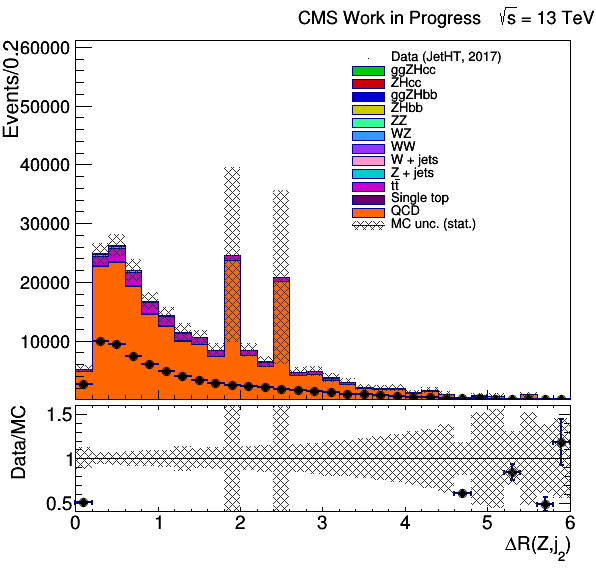 CMS Work in Progress √s = 13 TeV
Events/0.2
60000
50000
40000
30000
20000
10000
Data (JetHT, 2017)
ggZHcc
ZHcc
ggZHbb
ZHbb
ZZ
WZ
WW
W + jets
Z + jets
tt̄
Single top
QCD
MC unc. (stat.)
Data/MC
1.5
1
0.5
0 1 2 3 4 5 6
ΔR(Z,j₂)